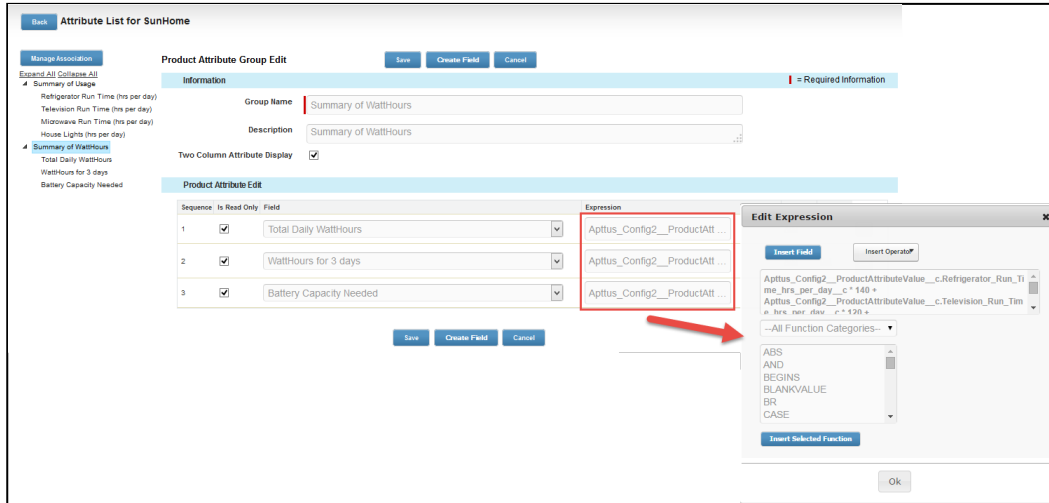 Back Attribute List for SunHome
Manage Association
Expand All Collapse All
Summary of Usage
Refrigerator Run Time (hrs per day)
Television Run Time (hrs per day)
Microwave Run Time (hrs per day)
House Lights (hrs per day)
Summary of WattHours
Total Daily WattHours
WattHours for 3 days
Battery Capacity Needed
Product Attribute Group Edit Save Create Field Cancel
Information = Required Information
Group Name Summary of WattHours
Description Summary of WattHours
Two Column Attribute Display
Product Attribute Edit
Sequence Is Read Only Field Expression
1 Total Daily WattHours Apttus_Config2__ProductAtt ...
2 WattHours for 3 days Apttus_Config2__ProductAtt ...
3 Battery Capacity Needed Apttus_Config2__ProductAtt ...
Save Create Field Cancel
Edit Expression x
Insert Field Insert Operator
Apttus_Config2__ProductAttributeValue__c.Refrigerator_Run_Ti
me_hrs_per_day__c * 140 +
Apttus_Config2__ProductAttributeValue__c.Television_Run_Tim
e_hrs_per_day__c * 120 +
--All Function Categories--
ABS
AND
BEGINS
BLANKVALUE
BR
CASE
Insert Selected Function
Ok